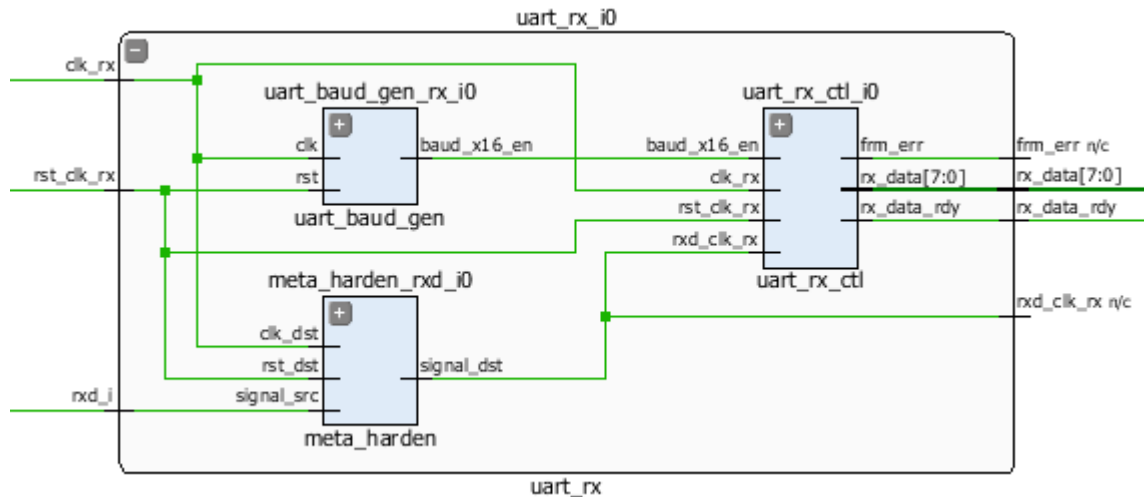 uart_rx_i0
clk_rx
uart_baud_gen_rx_i0
uart_rx_ctl_i0
clk
baud_x16_en
baud_x16_en
frm_err
frm_err n/c
rst_clk_rx
rst
clk_rx
rx_data[7:0]
rx_data[7:0]
uart_baud_gen
rst_clk_rx
rx_data_rdy
rx_data_rdy
rxd_clk_rx
meta_harden_rxd_i0
uart_rx_ctl
rxd_clk_rx n/c
clk_dst
rst_dst
signal_dst
rxd_i
signal_src
meta_harden
uart_rx